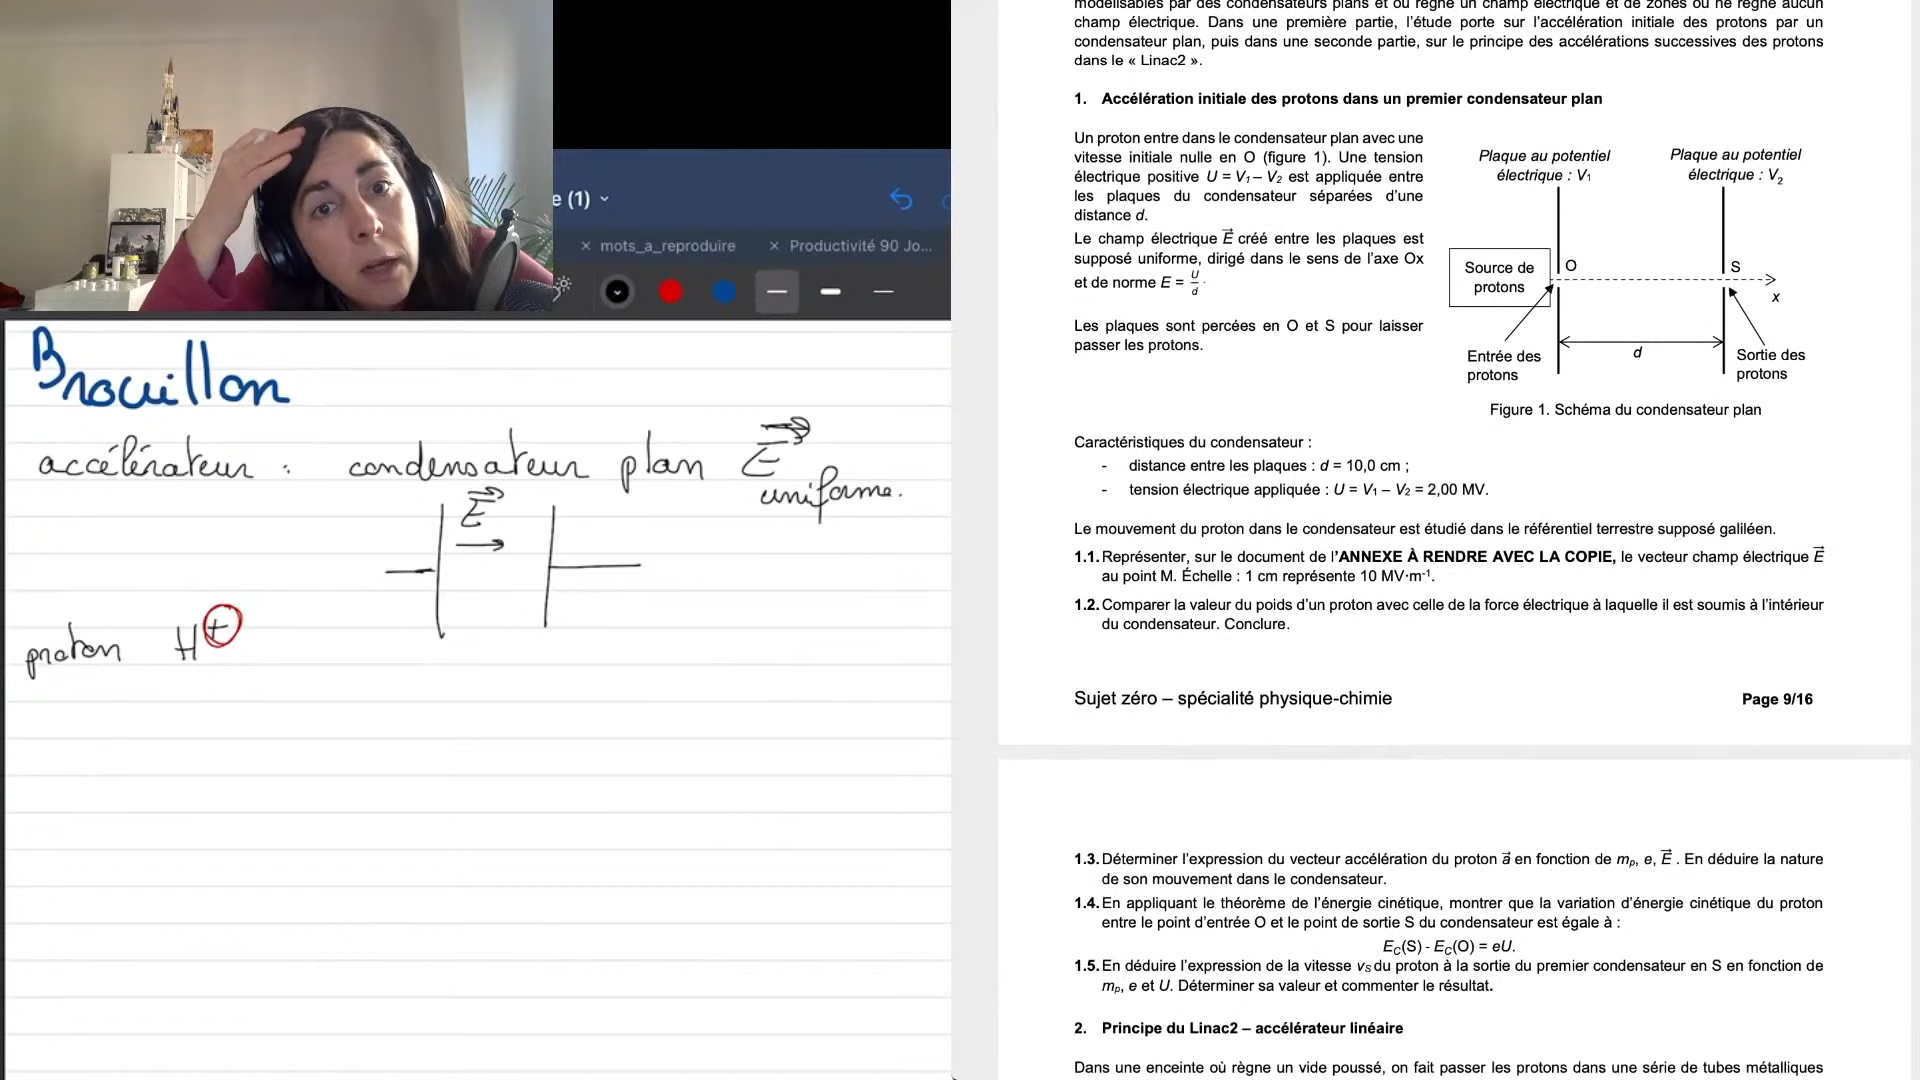 e (1)
mots_a_reproduire
Productivité 90 Jo...
Brouillon
accélérateur : condensateur plan E uniforme.
E
proton H+
modélisables par des condensateurs plans et où règne un champ électrique et de zones où ne règne aucun
champ électrique. Dans une première partie, l'étude porte sur l'accélération initiale des protons par un
condensateur plan, puis dans une seconde partie, sur le principe des accélérations successives des protons
dans le « Linac2 ».
1. Accélération initiale des protons dans un premier condensateur plan
Un proton entre dans le condensateur plan avec une
vitesse initiale nulle en O (figure 1). Une tension
électrique positive U = V1 – V2 est appliquée entre
les plaques du condensateur séparées d'une
distance d.
Le champ électrique E⃗ créé entre les plaques est
supposé uniforme, dirigé dans le sens de l'axe Ox
et de norme E = U/d.
Les plaques sont percées en O et S pour laisser
passer les protons.
Plaque au potentiel
électrique : V1
Plaque au potentiel
électrique : V2
Source de
protons
O
S
x
d
Entrée des
protons
Sortie des
protons
Figure 1. Schéma du condensateur plan
Caractéristiques du condensateur :
- distance entre les plaques : d = 10,0 cm ;
- tension électrique appliquée : U = V1 – V2 = 2,00 MV.
Le mouvement du proton dans le condensateur est étudié dans le référentiel terrestre supposé galiléen.
1.1. Représenter, sur le document de l'ANNEXE À RENDRE AVEC LA COPIE, le vecteur champ électrique E⃗
au point M. Échelle : 1 cm représente 10 MV·m-1.
1.2. Comparer la valeur du poids d'un proton avec celle de la force électrique à laquelle il est soumis à l'intérieur
du condensateur. Conclure.
Sujet zéro – spécialité physique-chimie
Page 9/16
1.3. Déterminer l'expression du vecteur accélération du proton a⃗ en fonction de mp, e, E⃗ . En déduire la nature
de son mouvement dans le condensateur.
1.4. En appliquant le théorème de l'énergie cinétique, montrer que la variation d'énergie cinétique du proton
entre le point d'entrée O et le point de sortie S du condensateur est égale à :
EC(S) - EC(O) = eU.
1.5. En déduire l'expression de la vitesse vS du proton à la sortie du premier condensateur en S en fonction de
mp, e et U. Déterminer sa valeur et commenter le résultat.
2. Principe du Linac2 – accélérateur linéaire
Dans une enceinte où règne un vide poussé, on fait passer les protons dans une série de tubes métalliques